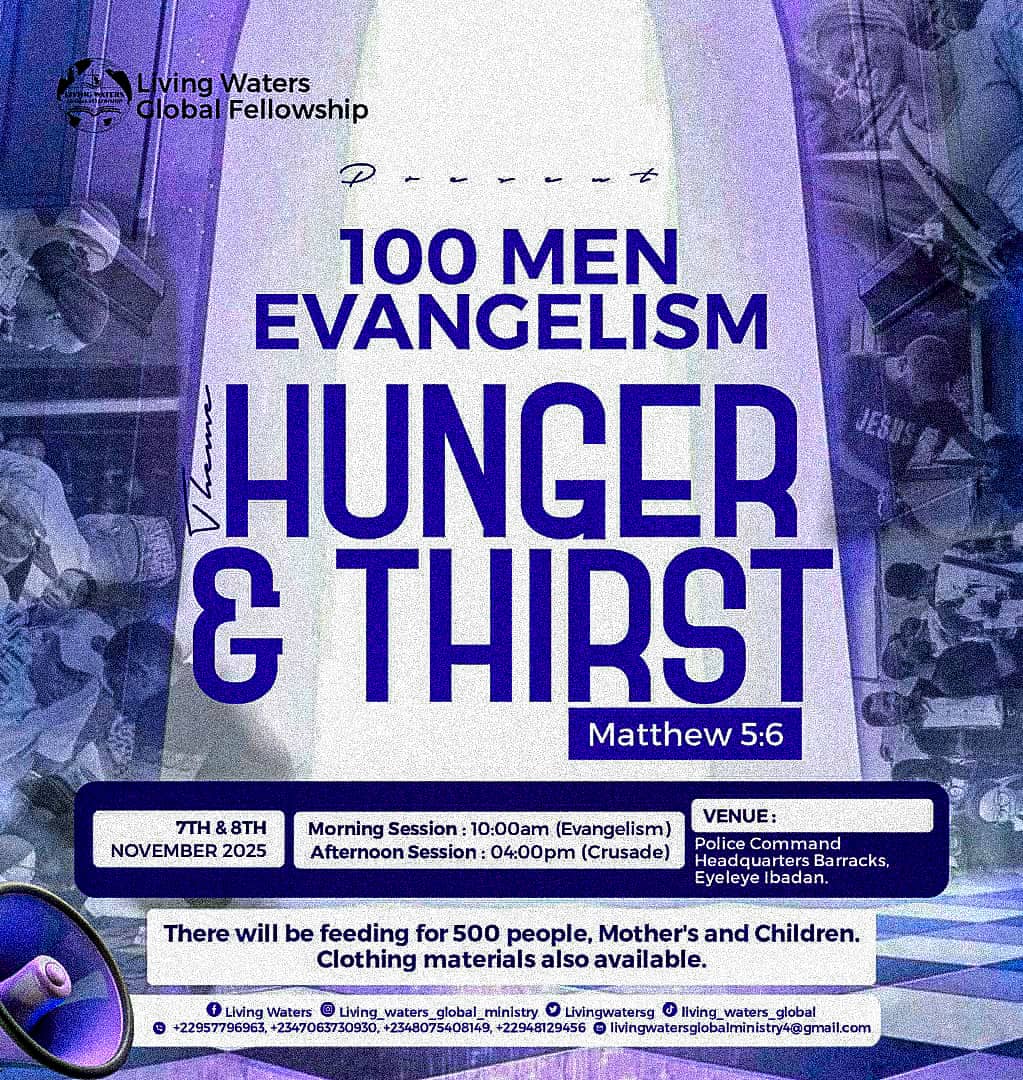 LIVING WATERS
Living Waters
Global Fellowship
Present
100 MEN
EVANGELISM
Theme
HUNGER
& THIRST
Matthew 5:6
JESUS
7TH & 8TH
NOVEMBER 2025
Morning Session : 10:00am (Evangelism)
Afternoon Session : 04:00pm (Crusade)
VENUE :
Police Command
Headquarters Barracks,
Eyeleye Ibadan.
There will be feeding for 500 people, Mother's and Children.
Clothing materials also available.
Living Waters Living_waters_global_ministry Livingwatersg living_waters_global
+22957796963, +2347063730930, +2348075408149, +22948129456 livingwatersglobalministry4@gmail.com